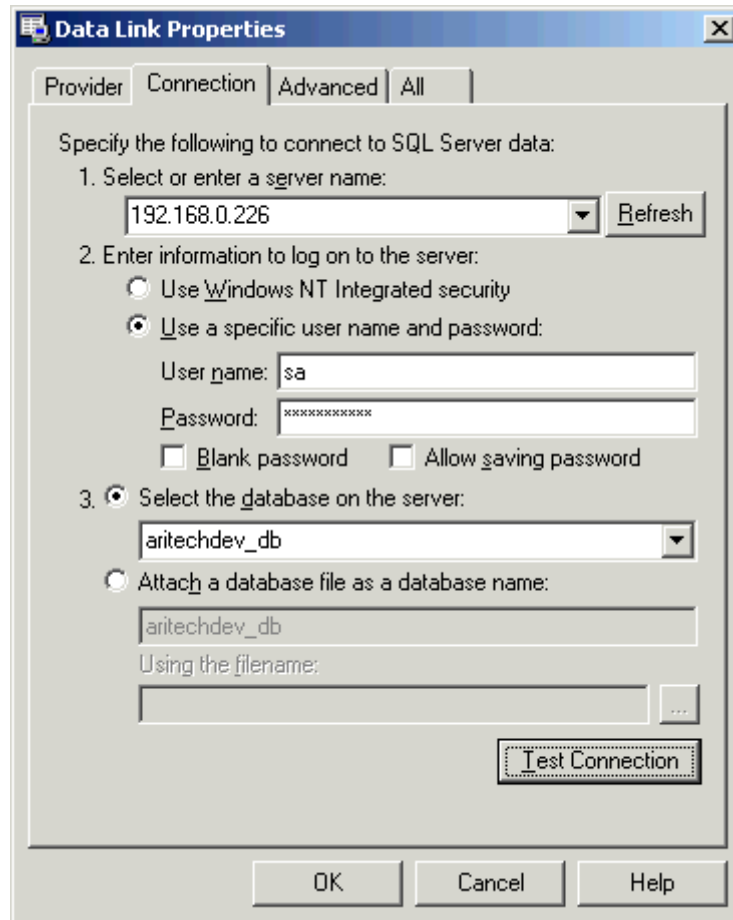 Data Link Properties
Provider Connection Advanced All
Specify the following to connect to SQL Server data:
1. Select or enter a server name:
192.168.0.226 Refresh
2. Enter information to log on to the server:
Use Windows NT Integrated security
Use a specific user name and password:
User name: sa
Password: ***********
Blank password Allow saving password
3. Select the database on the server:
aritechdev_db
Attach a database file as a database name:
aritechdev_db
Using the filename:
...
Test Connection
OK Cancel Help